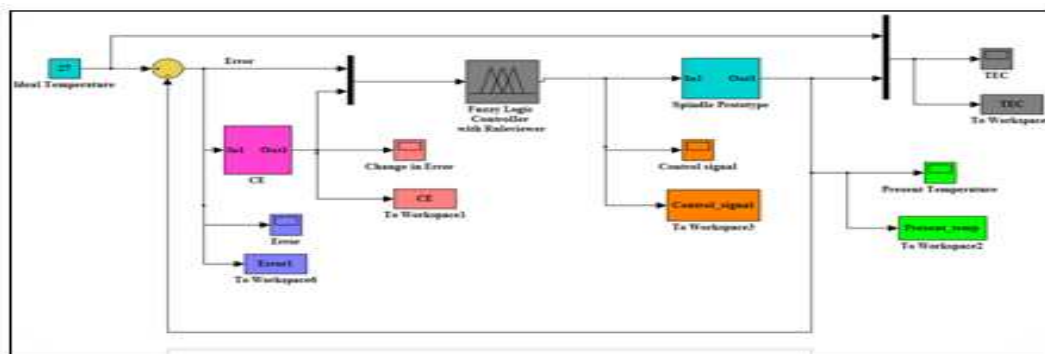 27
Ideal Temperature
Error
In1 Out1
CE
Error
Error1
To Workspace6
Change in Error
CE
To Workspace1
Fuzzy Logic
Controller
with Ruleviewer
In1 Out1
Spindle Prototype
Control signal
Control_signal
To Workspace3
TEC
TEC
To Workspace
Present Temperature
Present_temp
To Workspace2